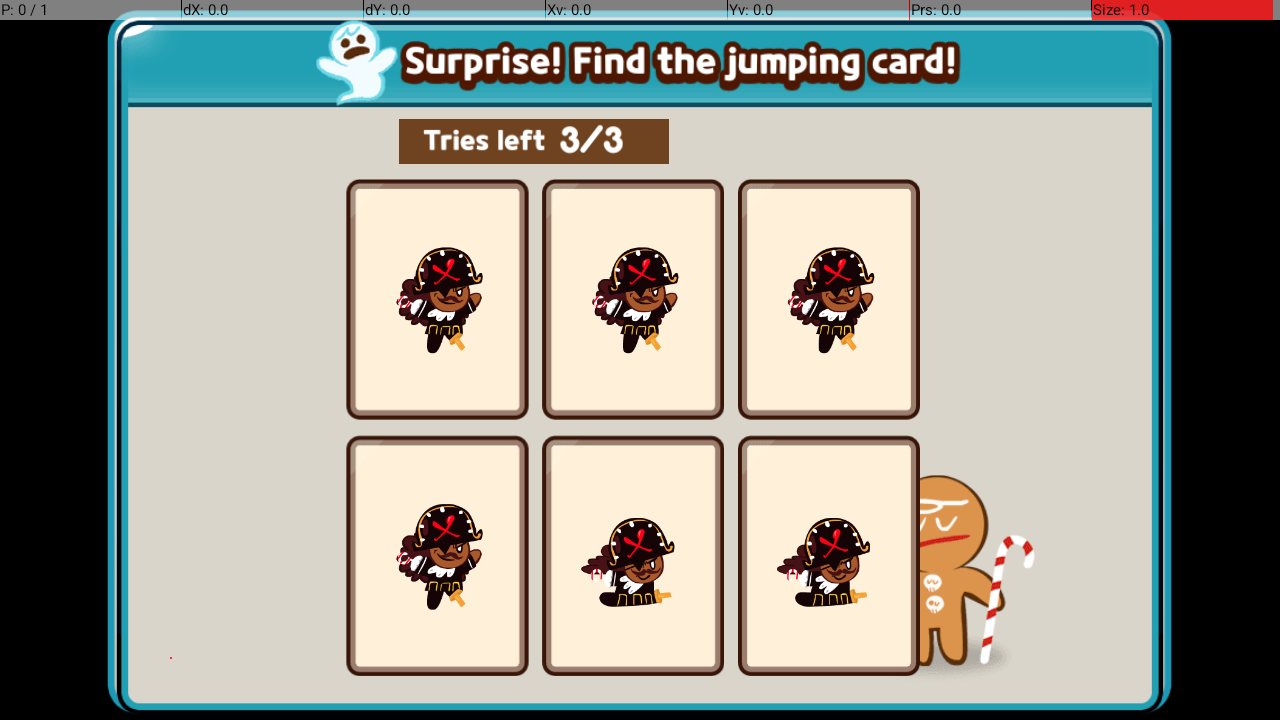 P: 0 / 1 dX: 0.0 dY: 0.0 Xv: 0.0 Yv: 0.0 Prs: 0.0 Size: 1.0
Surprise! Find the jumping card!
Tries left 3/3